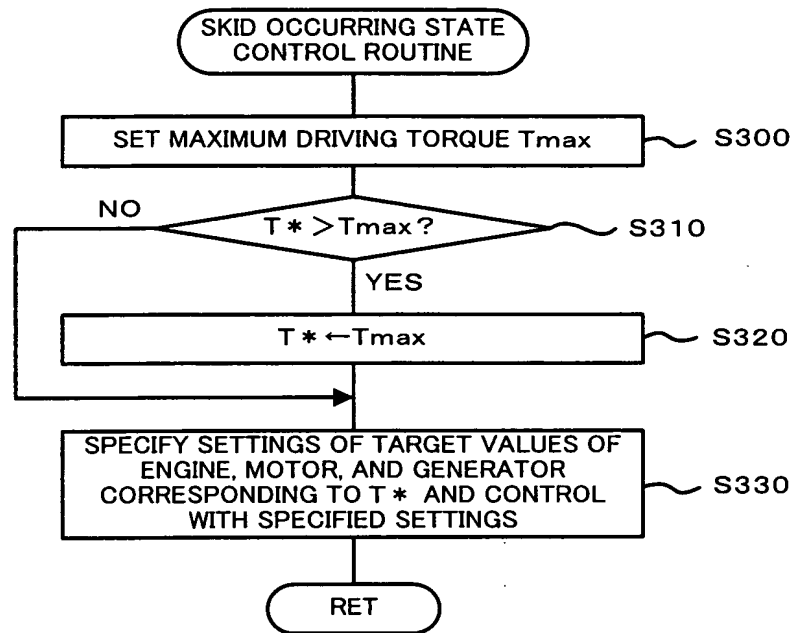 SKID OCCURRING STATE
CONTROL ROUTINE
SET MAXIMUM DRIVING TORQUE Tmax
S300
NO
T*>Tmax?
S310
YES
T*←Tmax
S320
SPECIFY SETTINGS OF TARGET VALUES OF
ENGINE, MOTOR, AND GENERATOR
CORRESPONDING TO T* AND CONTROL
WITH SPECIFIED SETTINGS
S330
RET